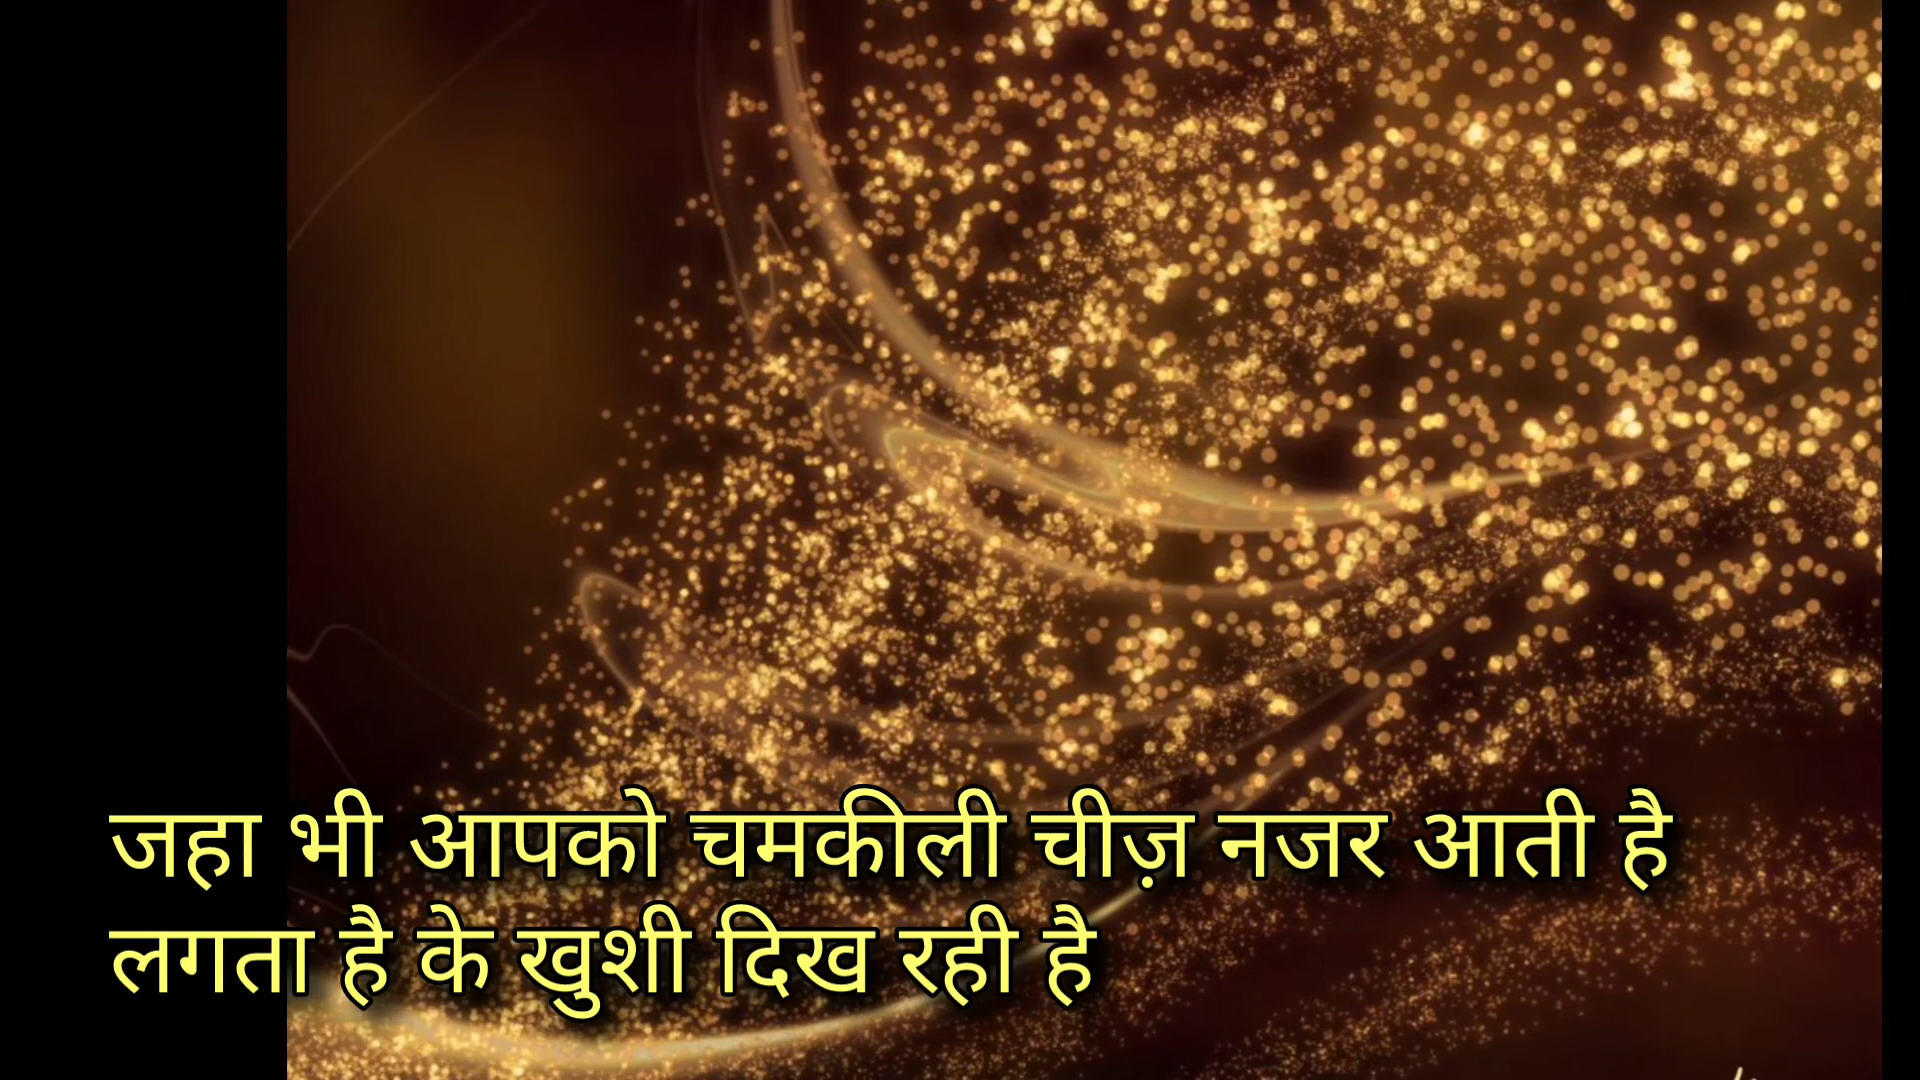 जहा भी आपको चमकीली चीज़ नजर आती है
लगता है के खुशी दिख रही है